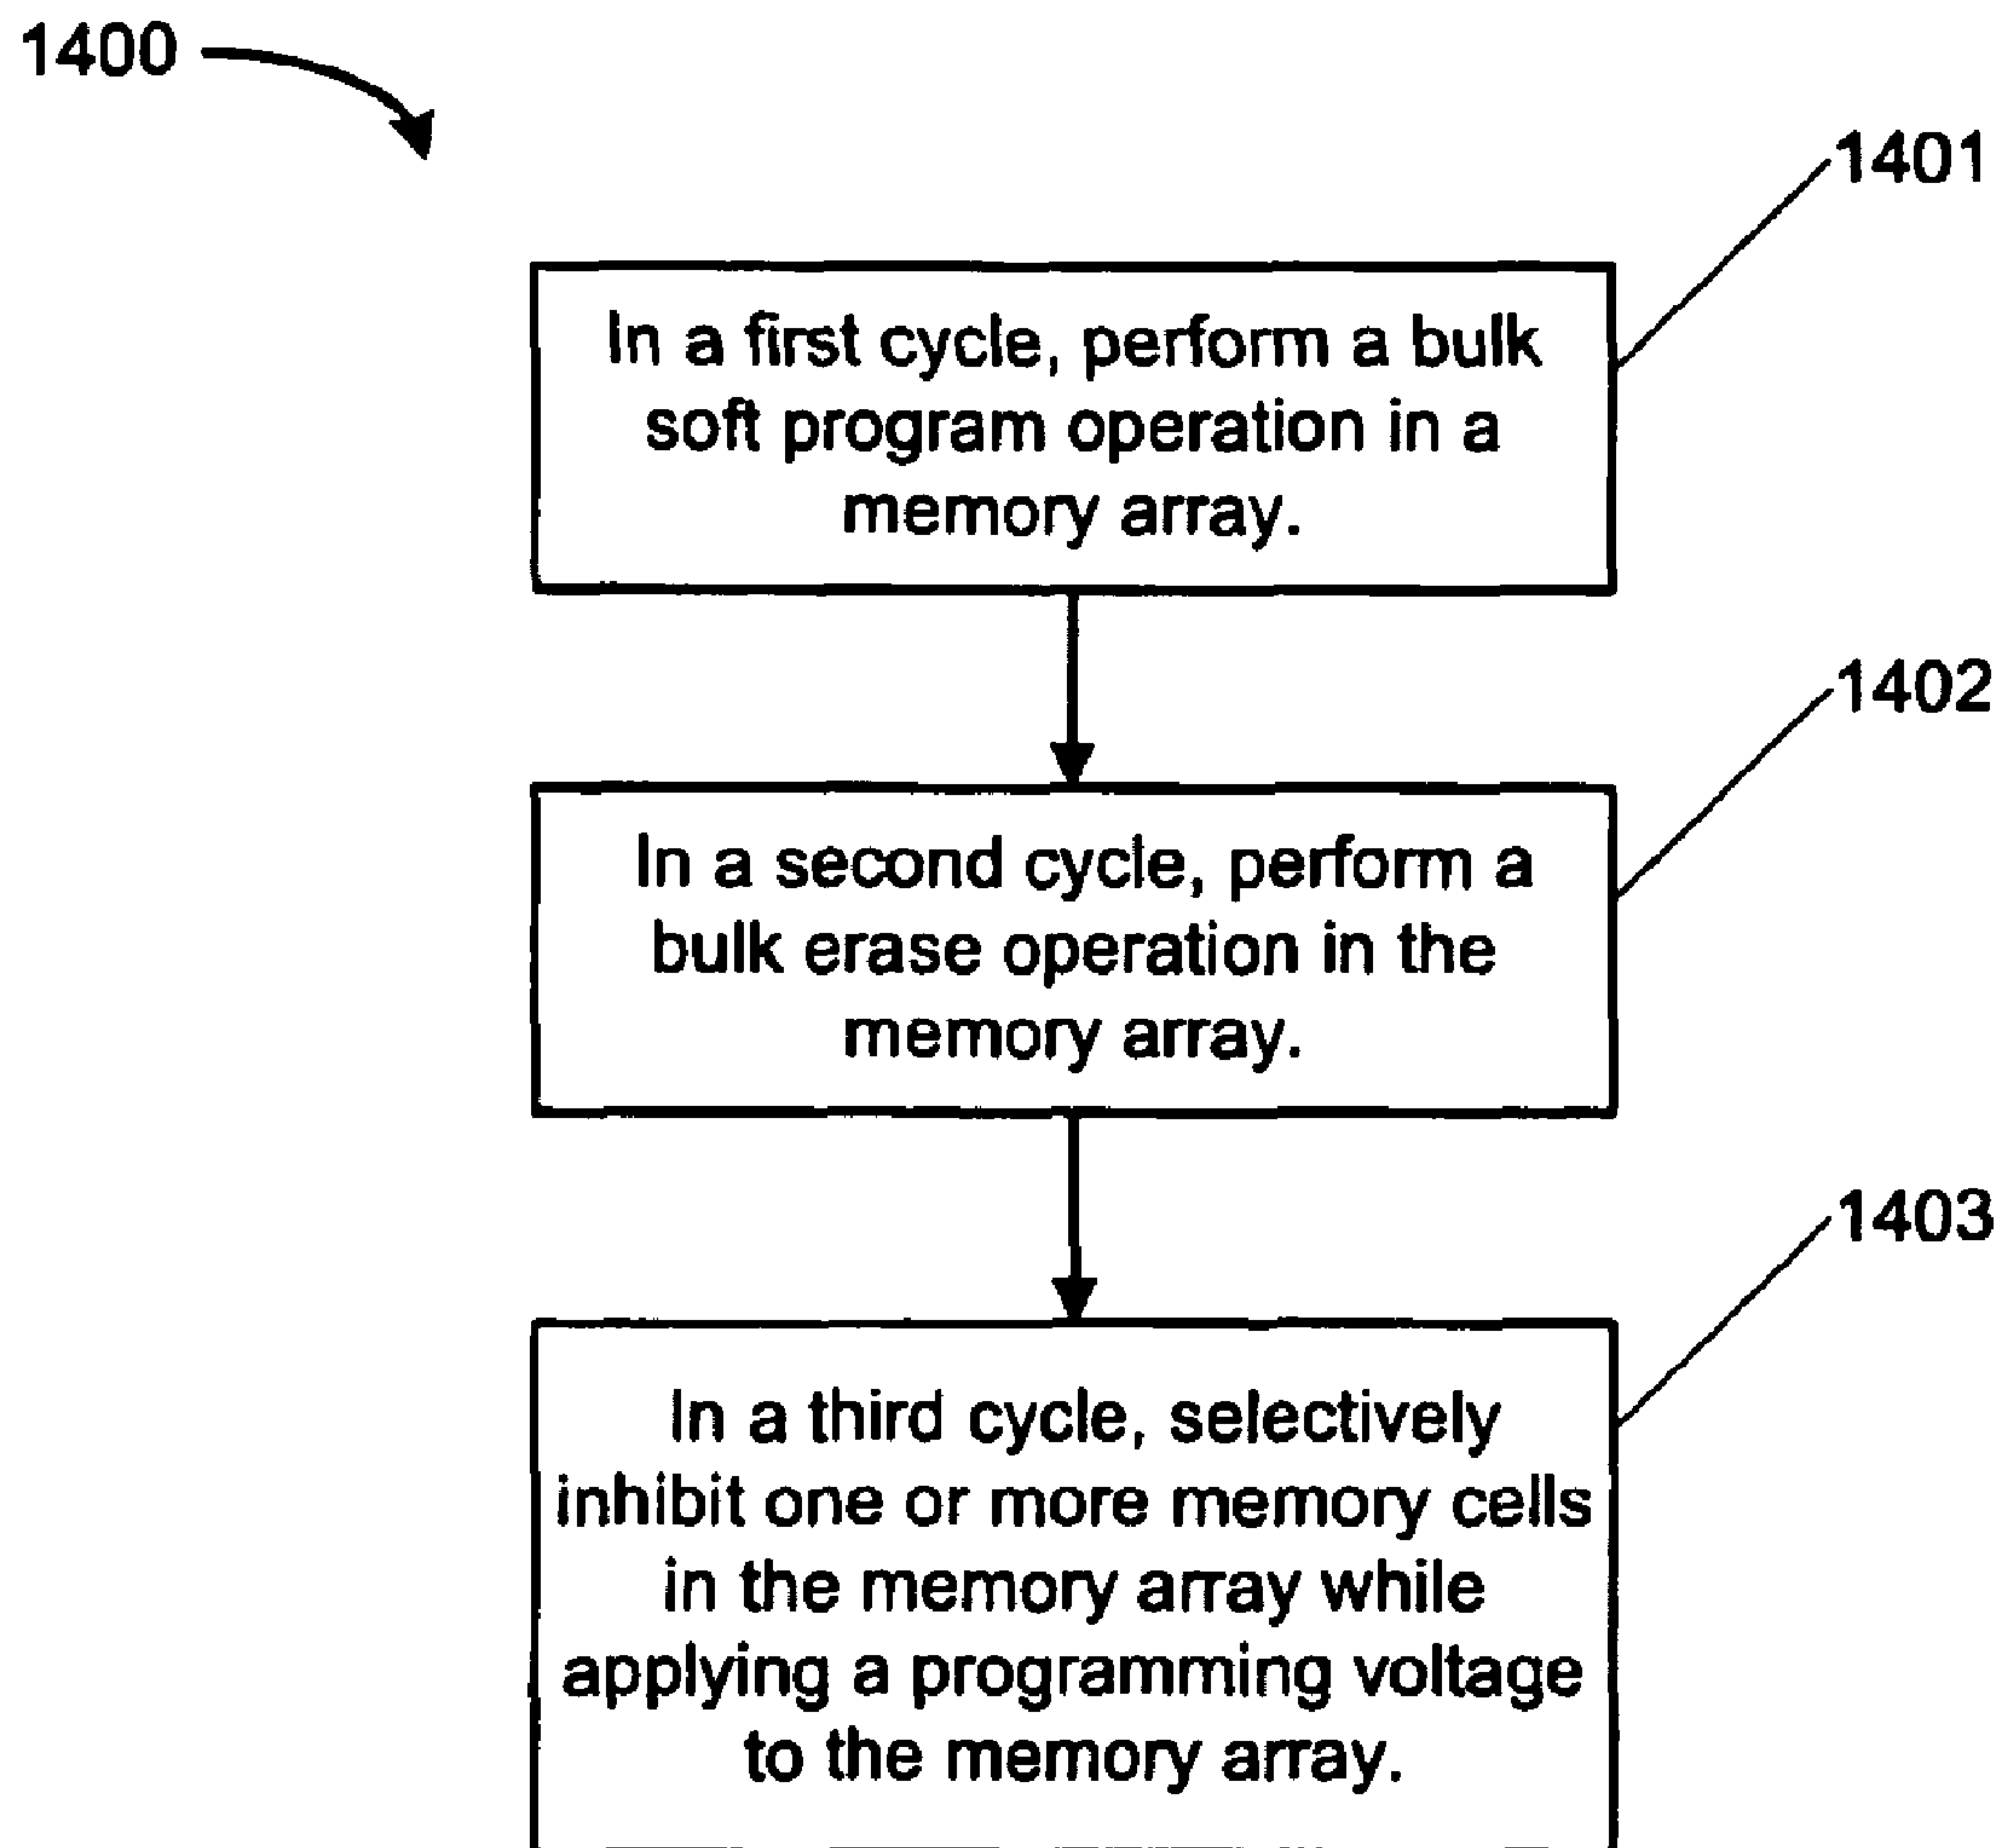 1400
1401
In a first cycle, perform a bulk
soft program operation in a
memory array.
1402
In a second cycle, perform a
bulk erase operation in the
memory array.
1403
In a third cycle, selectively
inhibit one or more memory cells
in the memory array while
applying a programming voltage
to the memory array.